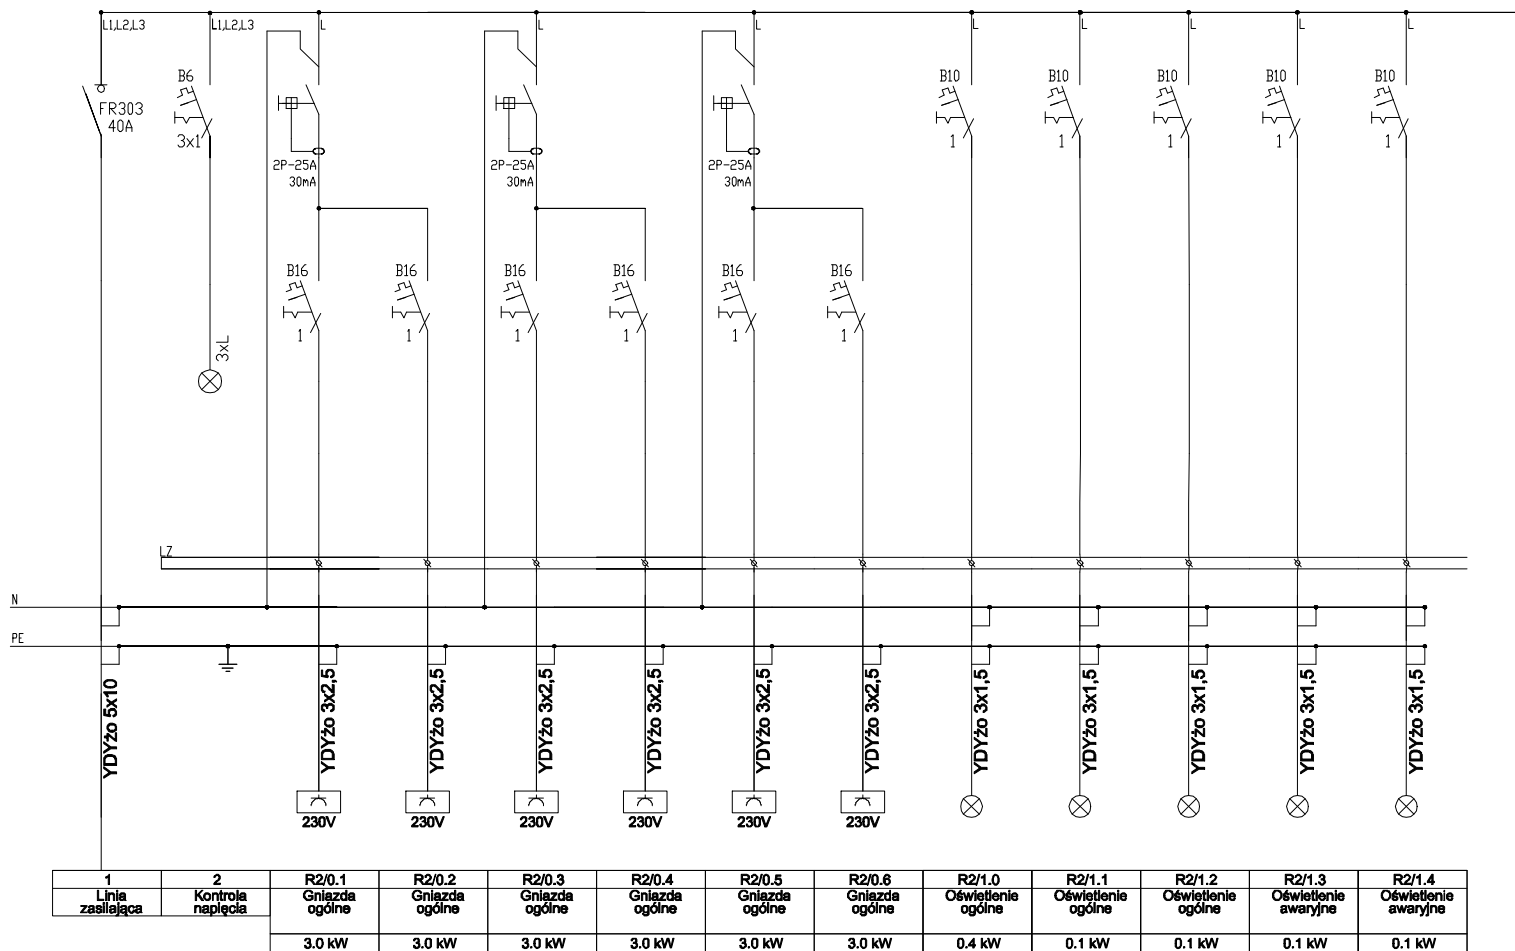 L1,L2,L3 L1,L2,L3 L L L L L L L L
B6 B10 B10 B10 B10 B10
FR303
40A
3x1 1 1 1 1 1
2P-25A 2P-25A 2P-25A
30mA 30mA 30mA
B16 B16 B16 B16 B16 B16
1 1 1 1 1 1
3xL
LZ
N
PE
YDYżo 5x10 YDYżo 3x2,5 YDYżo 3x2,5 YDYżo 3x2,5 YDYżo 3x2,5 YDYżo 3x2,5 YDYżo 3x2,5 YDYżo 3x1,5 YDYżo 3x1,5 YDYżo 3x1,5 YDYżo 3x1,5 YDYżo 3x1,5
230V 230V 230V 230V 230V 230V
1 2 R2/0.1 R2/0.2 R2/0.3 R2/0.4 R2/0.5 R2/0.6 R2/1.0 R2/1.1 R2/1.2 R2/1.3 R2/1.4
Linia Kontrola Gniazda Gniazda Gniazda Gniazda Gniazda Gniazda Oświetlenie Oświetlenie Oświetlenie Oświetlenie Oświetlenie
zasilająca napięcia ogólne ogólne ogólne ogólne ogólne ogólne ogólne ogólne ogólne awaryjne awaryjne
3.0 kW 3.0 kW 3.0 kW 3.0 kW 3.0 kW 3.0 kW 0.4 kW 0.1 kW 0.1 kW 0.1 kW 0.1 kW